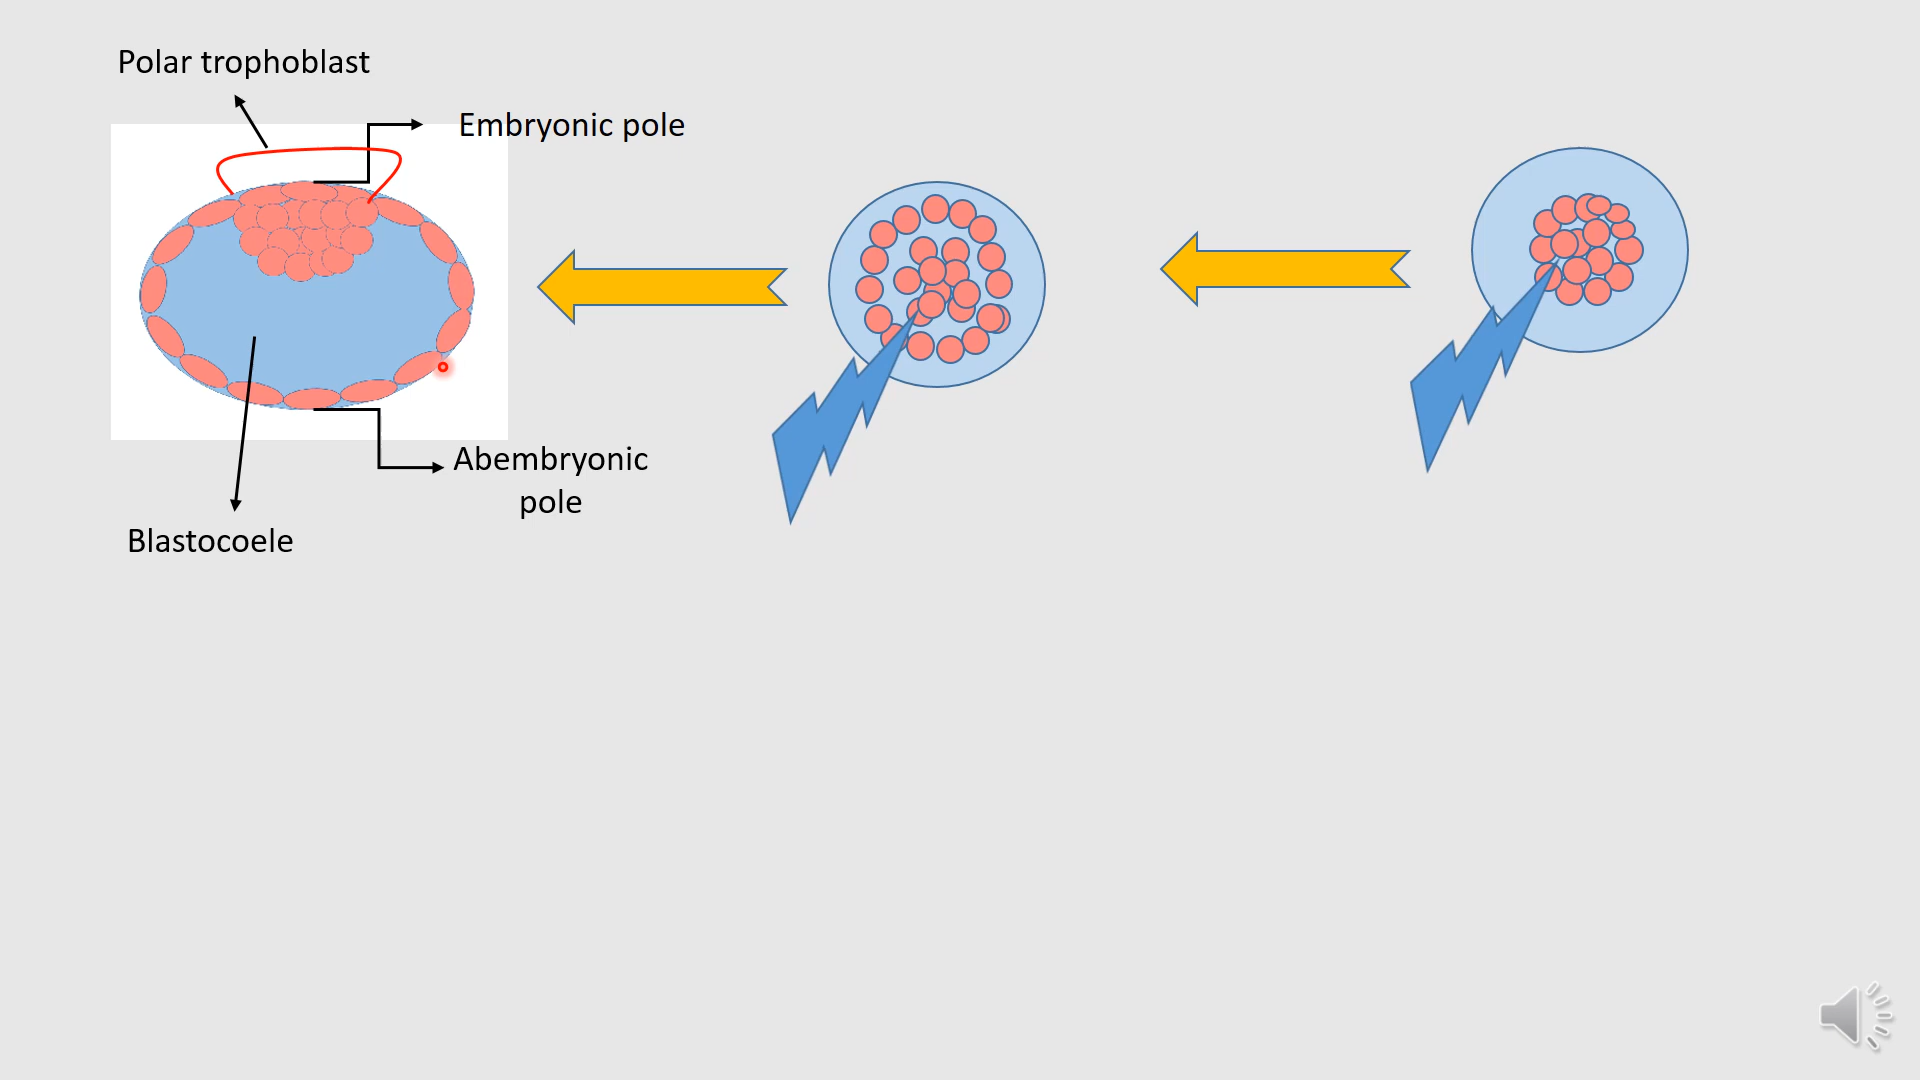 Polar trophoblast
Embryonic pole
Abembryonic
pole
Blastocoele